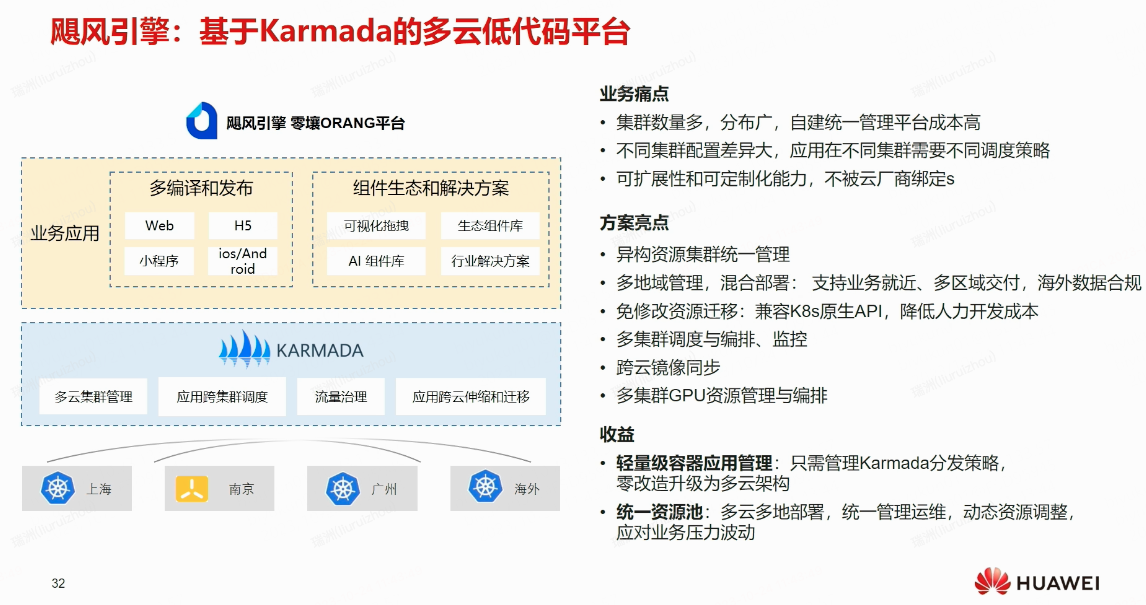 飓风引擎：基于Karmada的多云低代码平台
飓风引擎 零壤ORANG平台
业务应用
多编译和发布
Web
H5
小程序
ios/And
roid
组件生态和解决方案
可视化拖拽
生态组件库
AI 组件库
行业解决方案
KARMADA
多云集群管理
应用跨集群调度
流量治理
应用跨云伸缩和迁移
上海
南京
广州
海外
业务痛点
• 集群数量多，分布广，自建统一管理平台成本高
• 不同集群配置差异大，应用在不同集群需要不同调度策略
• 可扩展性和可定制化能力，不被云厂商绑定s
方案亮点
• 异构资源集群统一管理
• 多地域管理，混合部署： 支持业务就近、多区域交付，海外数据合规
• 免修改资源迁移：兼容K8s原生API，降低人力开发成本
• 多集群调度与编排、监控
• 跨云镜像同步
• 多集群GPU资源管理与编排
收益
• 轻量级容器应用管理：只需管理Karmada分发策略，
零改造升级为多云架构
• 统一资源池：多云多地部署，统一管理运维，动态资源调整，
应对业务压力波动
32
HUAWEI